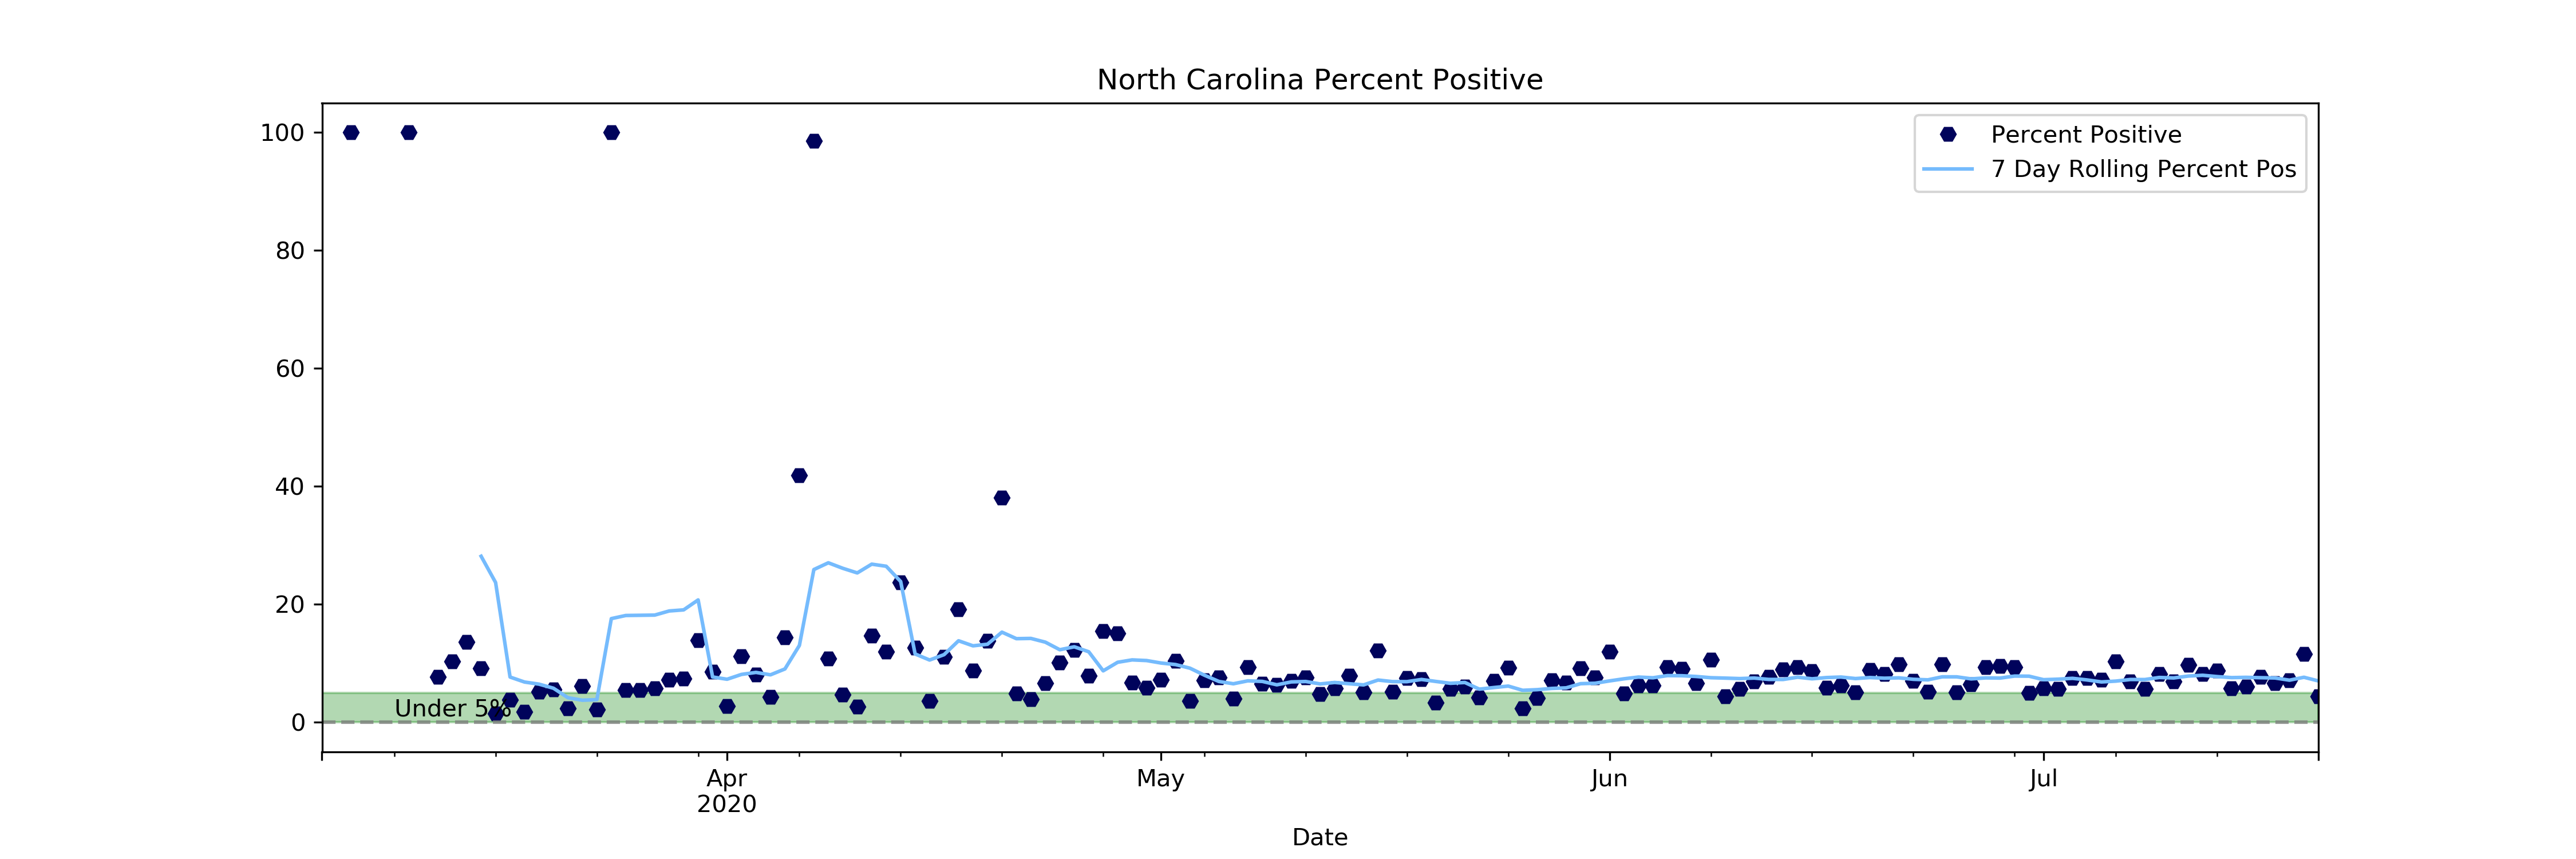 North Carolina Percent Positive
Percent Positive
7 Day Rolling Percent Pos
100
80
60
40
20
0
Under 5%
Apr
2020
May
Jun
Jul
Date